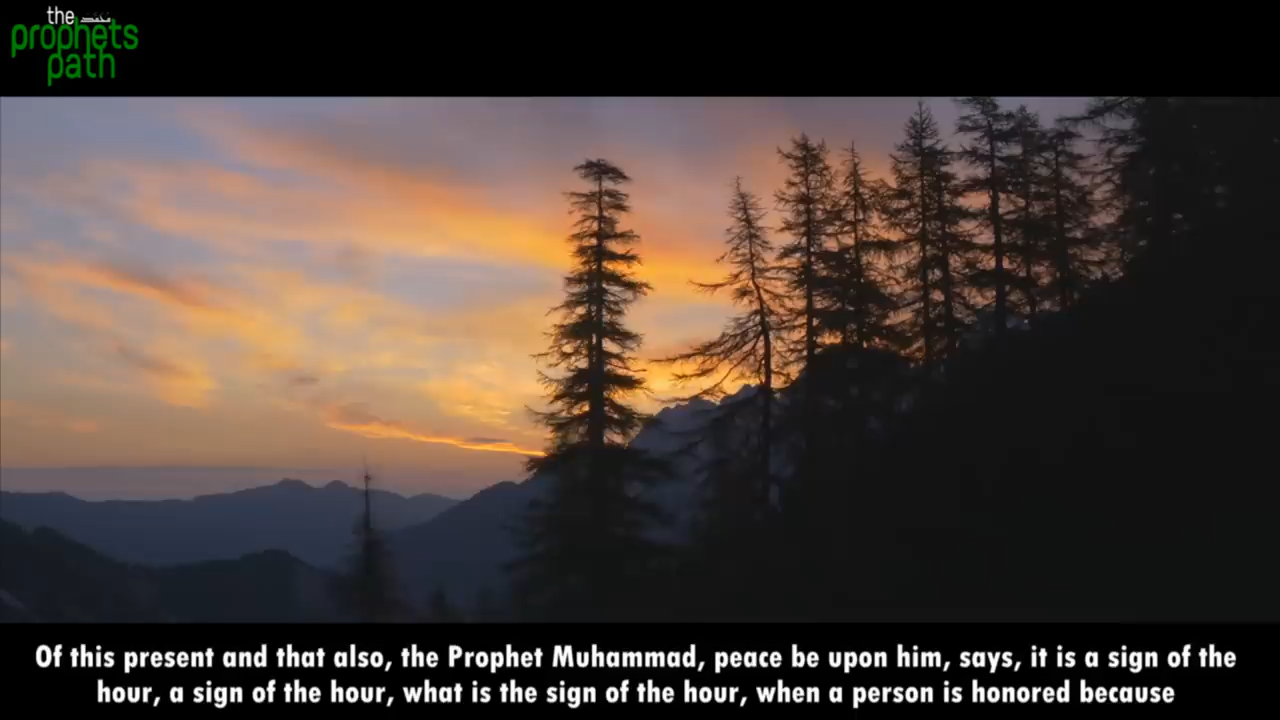 the
prophets
path
Of this present and that also, the Prophet Muhammad, peace be upon him, says, it is a sign of the
hour, a sign of the hour, what is the sign of the hour, when a person is honored because